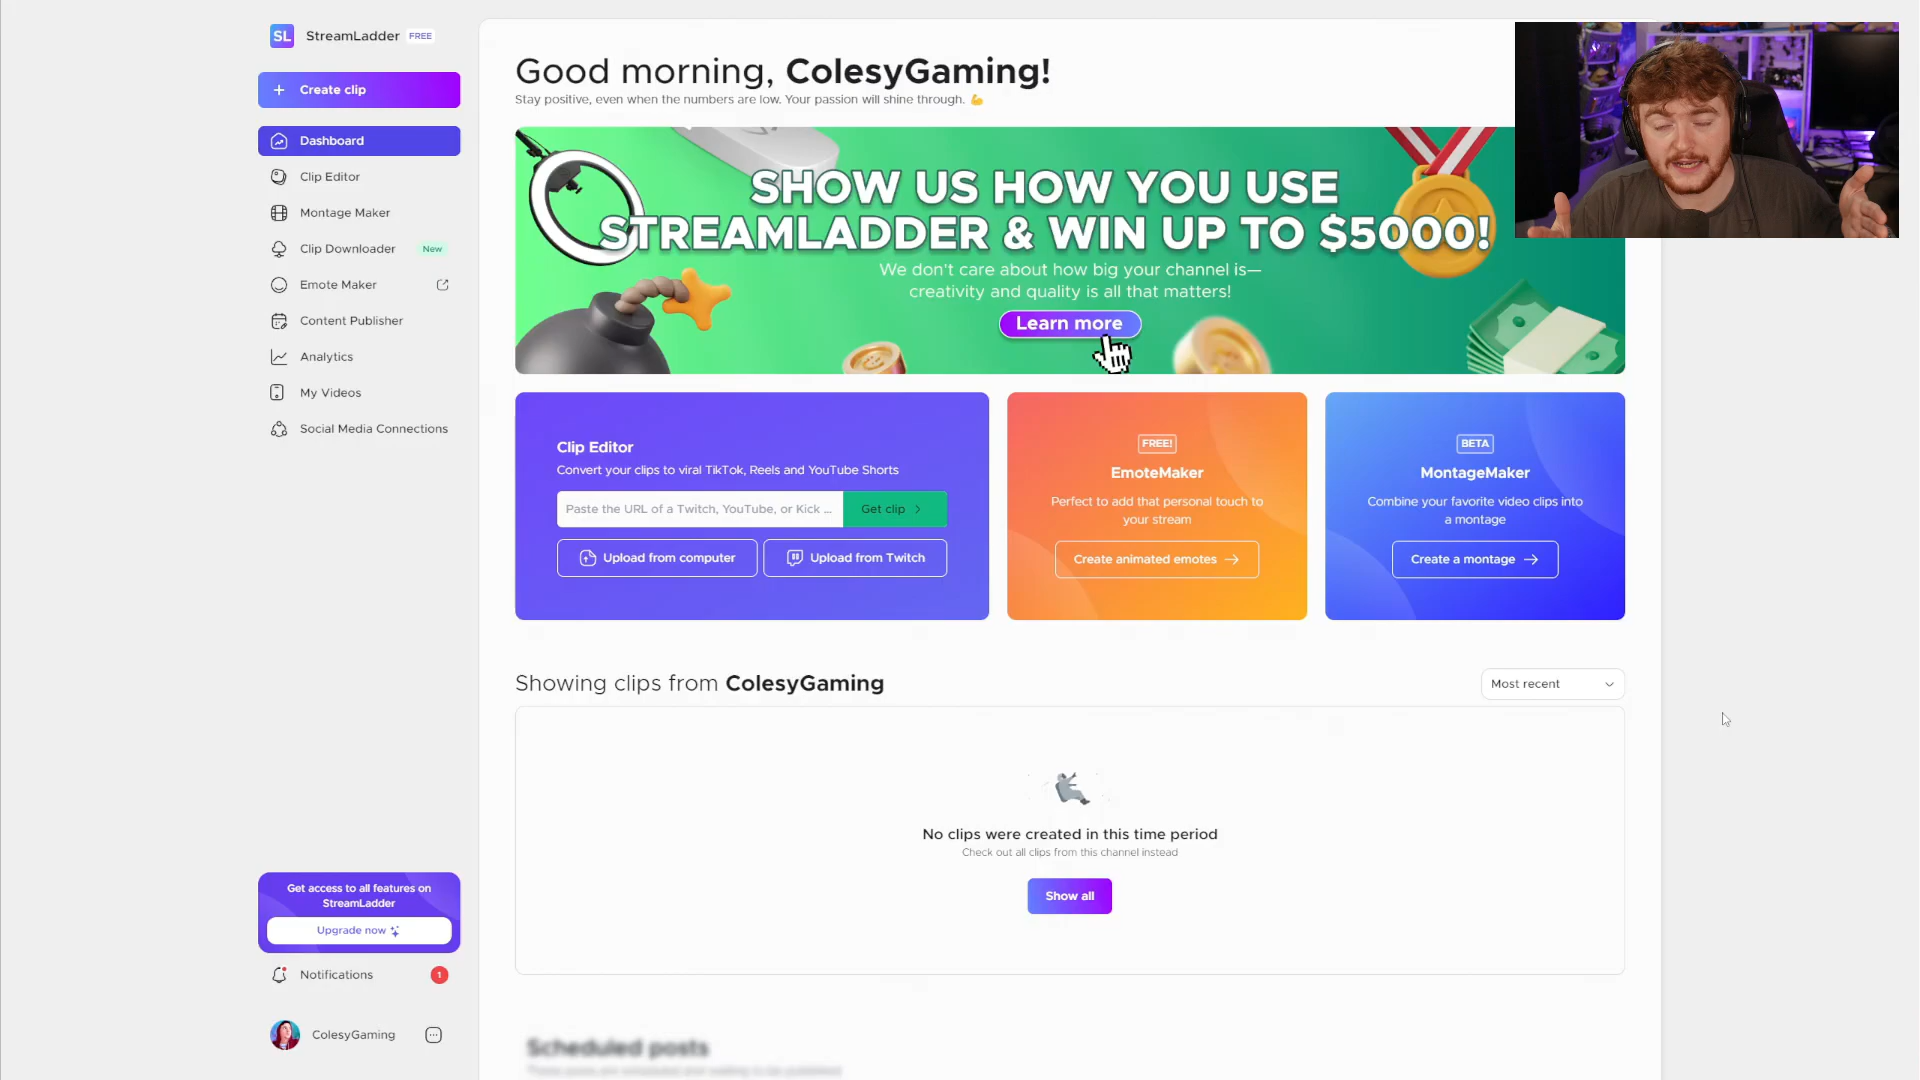 SL StreamLadder FREE
Create clip
Dashboard
Clip Editor
Montage Maker
Clip Downloader New
Emote Maker
Content Publisher
Analytics
My Videos
Social Media Connections
Get access to all features on
StreamLadder
Upgrade now
Notifications 1
ColesyGaming
Good morning, ColesyGaming!
Stay positive, even when the numbers are low. Your passion will shine through. 💪
SHOW US HOW YOU USE
STREAMLADDER & WIN UP TO $5000!
We don't care about how big your channel is—
creativity and quality is all that matters!
Learn more
Clip Editor
Convert your clips to viral TikTok, Reels and YouTube Shorts
Paste the URL of a Twitch, YouTube, or Kick ...
Get clip
Upload from computer
Upload from Twitch
FREE!
EmoteMaker
Perfect to add that personal touch to
your stream
Create animated emotes
BETA
MontageMaker
Combine your favorite video clips into
a montage
Create a montage
Showing clips from ColesyGaming
Most recent
No clips were created in this time period
Check out all clips from this channel instead
Show all
Scheduled posts